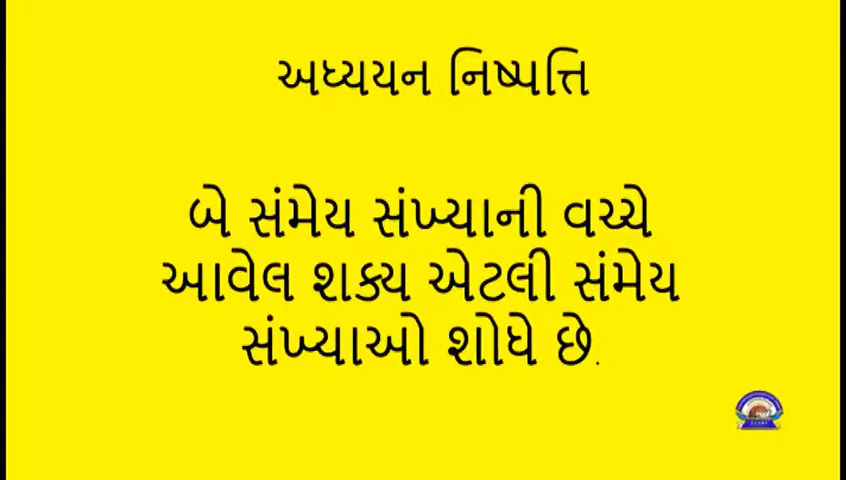 અધ્યયન નિષ્પત્તિ
બે સંમેય સંખ્યાની વચ્ચે
આવેલ શક્ય એટલી સંમેય
સંખ્યાઓ શોધે છે.